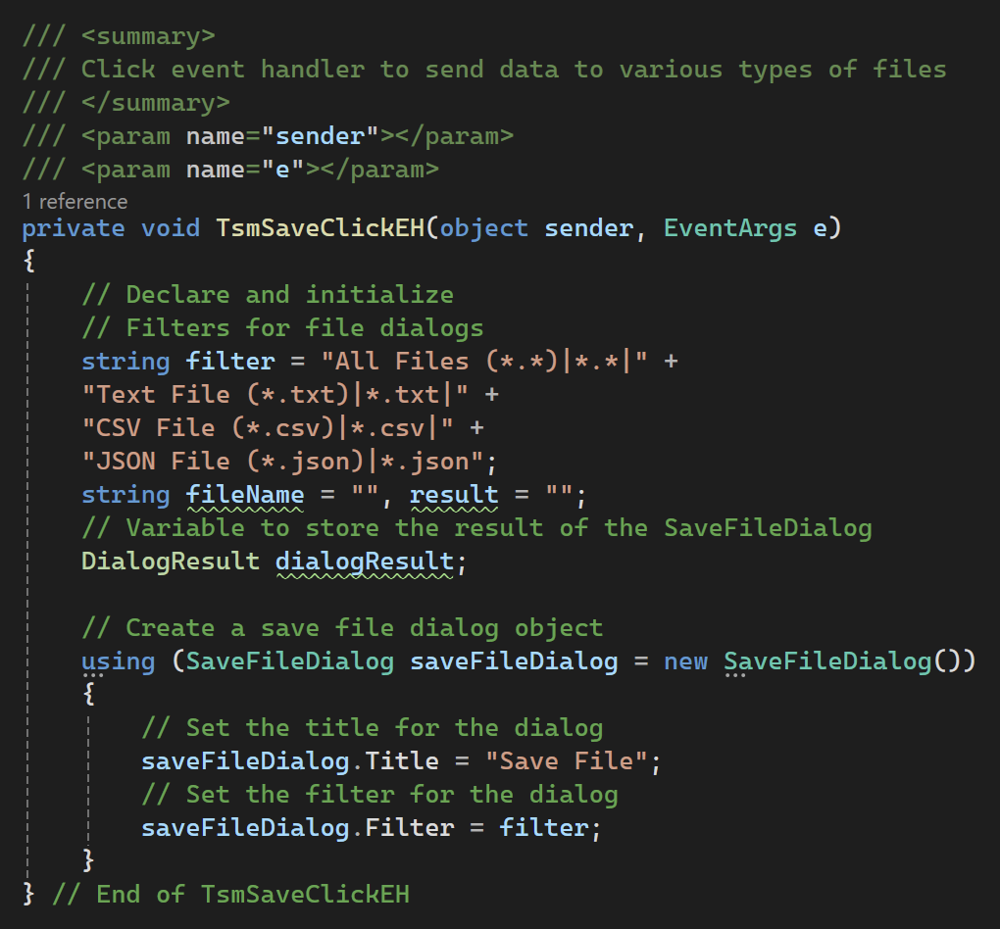 /// <summary>
/// Click event handler to send data to various types of files
/// </summary>
/// <param name="sender"></param>
/// <param name="e"></param>
1 reference
private void TsmSaveClickEH(object sender, EventArgs e)
{
    // Declare and initialize
    // Filters for file dialogs
    string filter = "All Files (*.*)|*.*|" +
    "Text File (*.txt)|*.txt|" +
    "CSV File (*.csv)|*.csv|" +
    "JSON File (*.json)|*.json";
    string fileName = "", result = "";
    // Variable to store the result of the SaveFileDialog
    DialogResult dialogResult;

    // Create a save file dialog object
    using (SaveFileDialog saveFileDialog = new SaveFileDialog())
    {
        // Set the title for the dialog
        saveFileDialog.Title = "Save File";
        // Set the filter for the dialog
        saveFileDialog.Filter = filter;
    }
} // End of TsmSaveClickEH